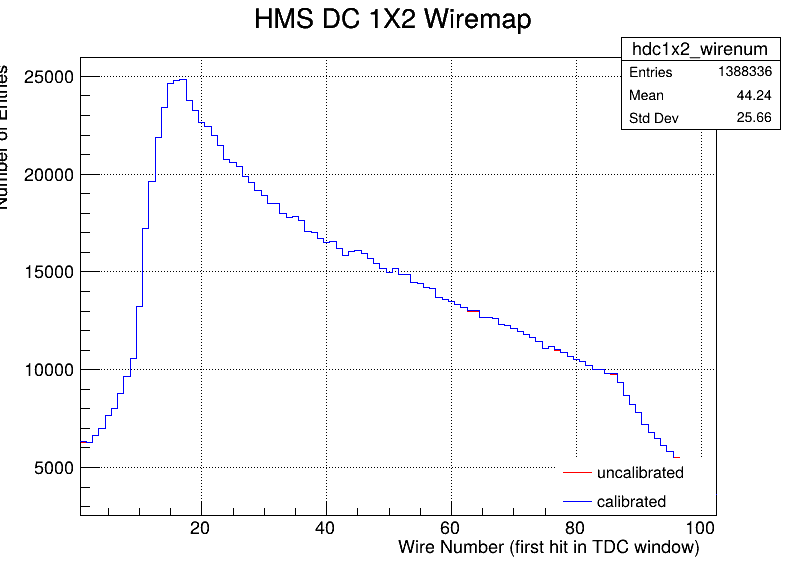 HMS DC 1X2 Wiremap
hdc1x2_wirenum
Entries 1388336
Mean 44.24
Std Dev 25.66
Number of Entries
25000
20000
15000
10000
5000
uncalibrated
calibrated
20 40 60 80 100
Wire Number (first hit in TDC window)